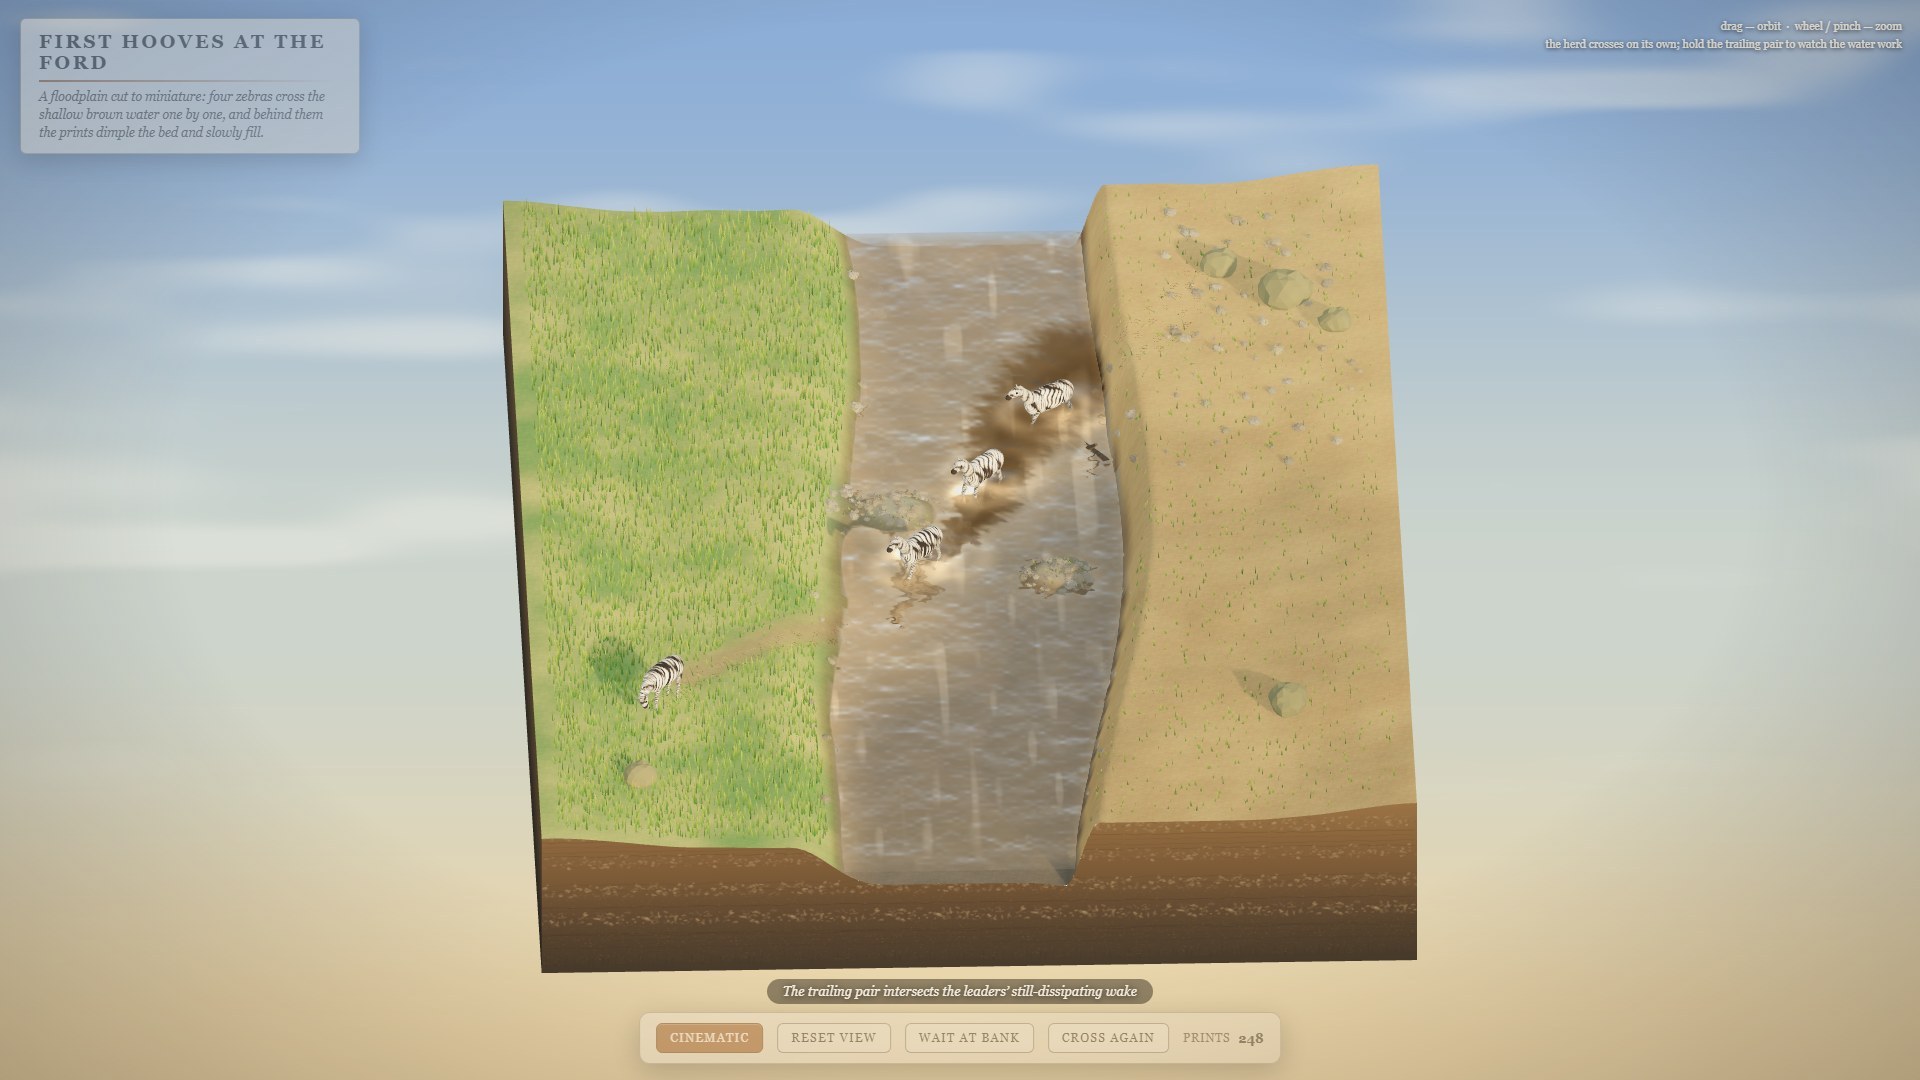 FIRST HOOVES AT THE
FORD
A floodplain cut to miniature: four zebras cross the
shallow brown water one by one, and behind them
the prints dimple the bed and slowly fill.
drag — orbit · wheel / pinch — zoom
the herd crosses on its own; hold the trailing pair to watch the water work
The trailing pair intersects the leaders' still-dissipating wake
CINEMATIC
RESET VIEW
WAIT AT BANK
CROSS AGAIN
PRINTS 248